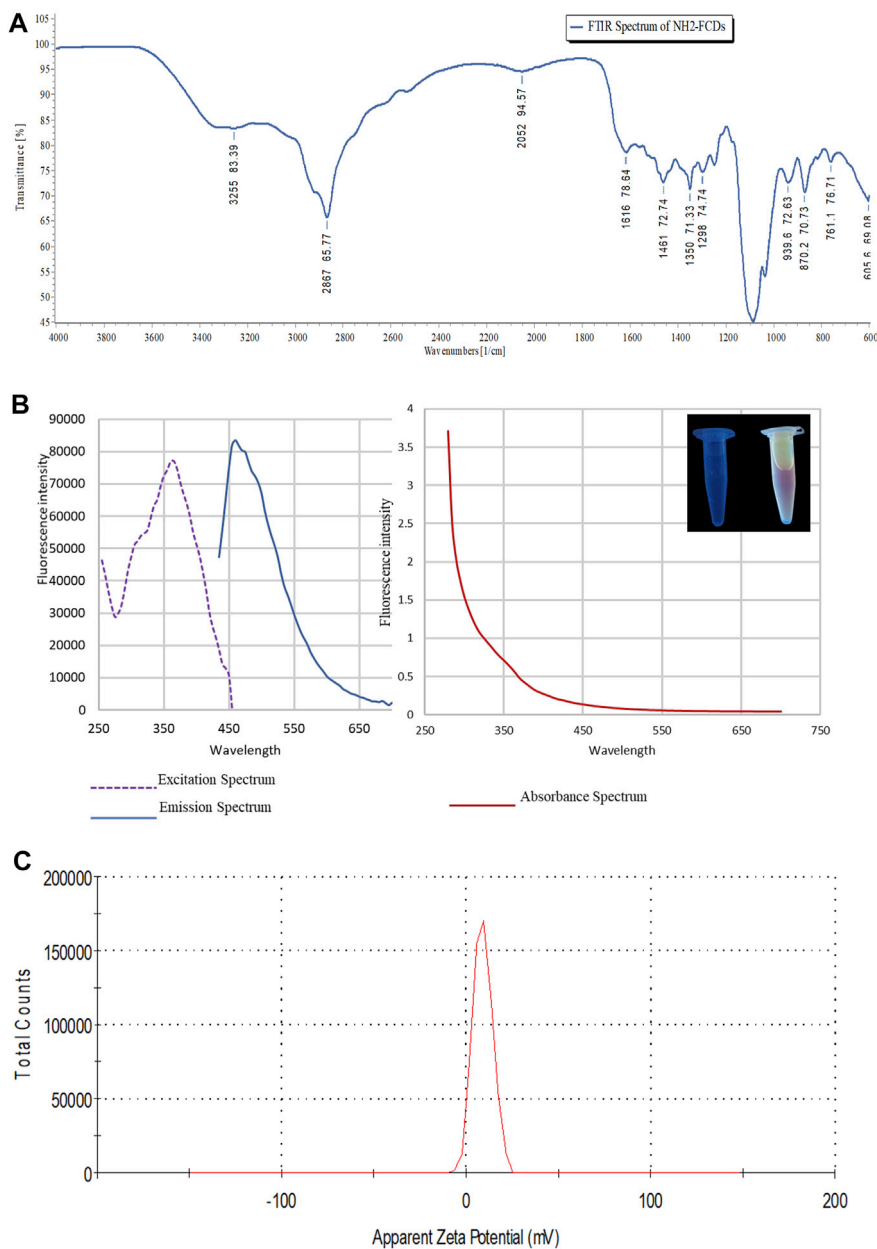 A
FTIR Spectrum of NH2-FCDs
105
100
95
90
85
80
75
70
65
60
55
50
45
Transmittance [%]
3255 83.39
2867 65.77
2052 94.57
1616 78.64
1461 72.74
1350 71.33
1298 74.74
939.6 72.63
870.2 70.73
761.1 76.71
605.6 69.08
4000 3800 3600 3400 3200 3000 2800 2600 2400 2200 2000 1800 1600 1400 1200 1000 800 600
Wavenumbers [1/cm]
B
90000
80000
70000
60000
50000
40000
30000
20000
10000
0
Fluorescence intensity
250 350 450 550 650
Wavelength
4
3.5
3
2.5
2
1.5
1
0.5
0
Fluorescence intensity
250 350 450 550 650 750
Wavelength
Excitation Spectrum
Emission Spectrum
Absorbance Spectrum
C
200000
150000
100000
50000
0
Total Counts
-100 0 100 200
Apparent Zeta Potential (mV)